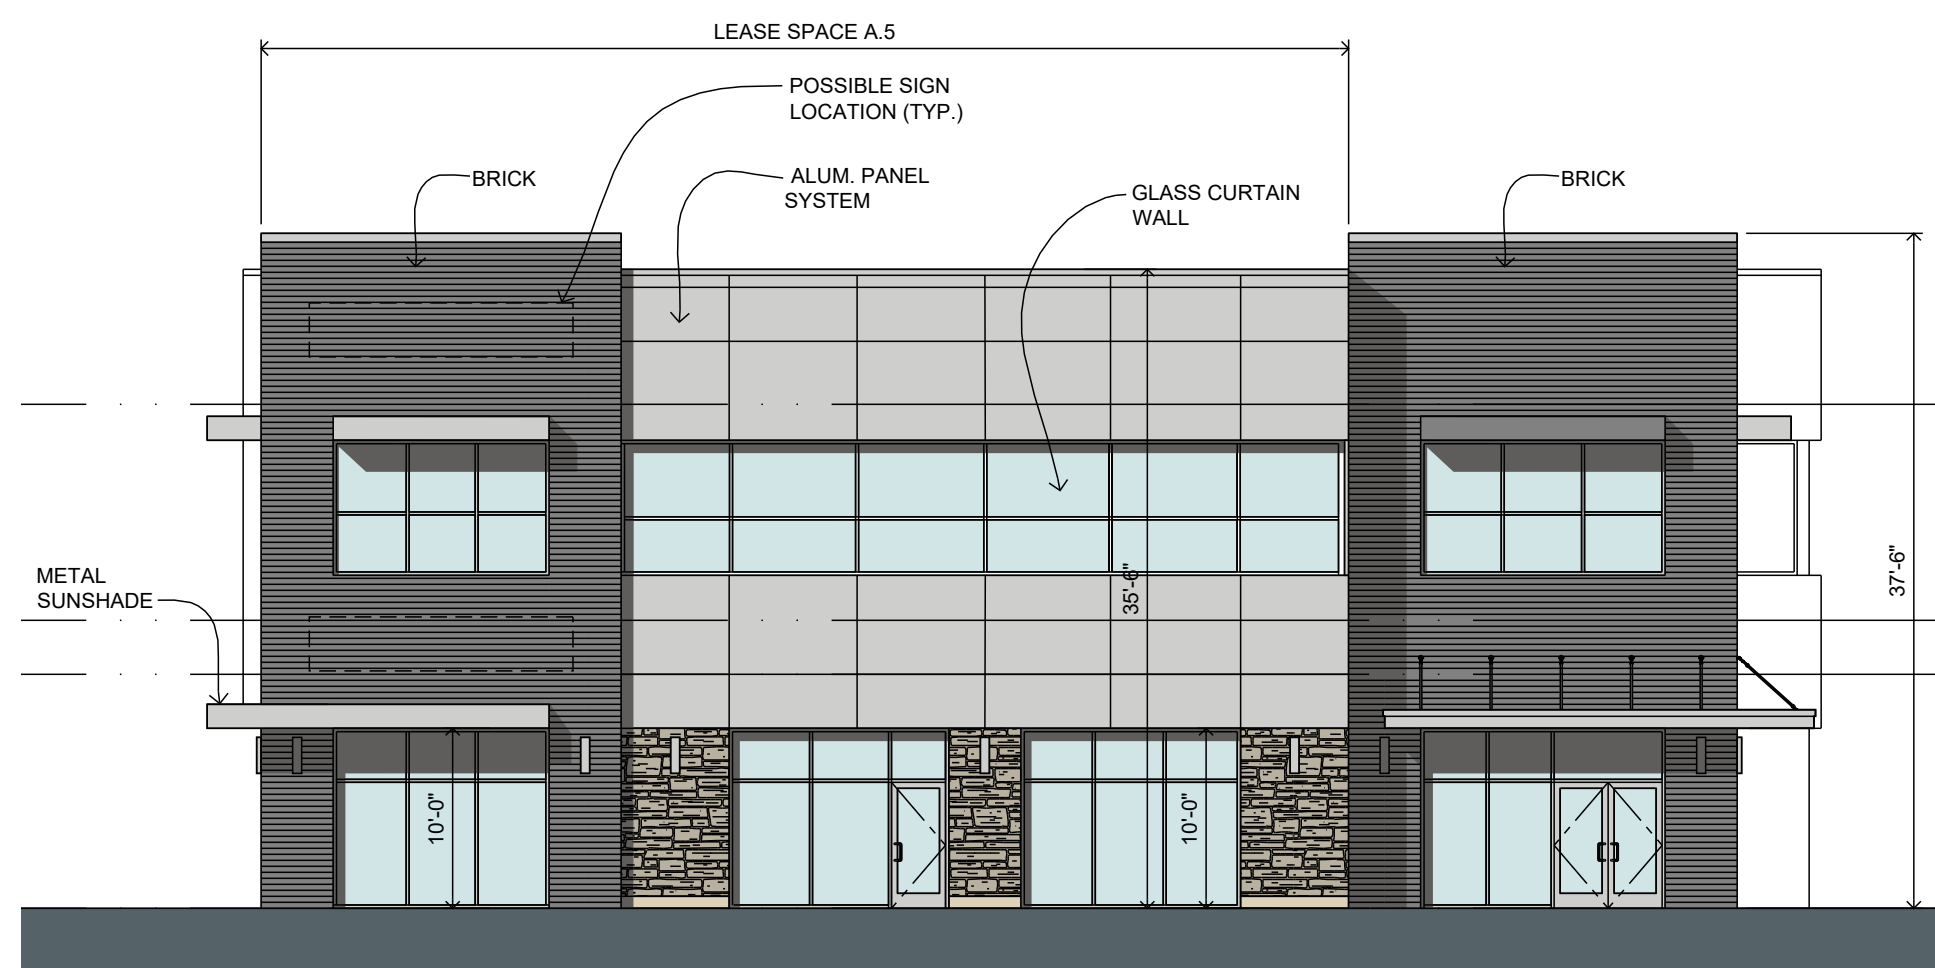 LEASE SPACE A.5
POSSIBLE SIGN
LOCATION (TYP.)
BRICK
ALUM. PANEL
SYSTEM
GLASS CURTAIN
WALL
BRICK
METAL
SUNSHADE
35'-6"
37'-6"
10'-0"
10'-0"